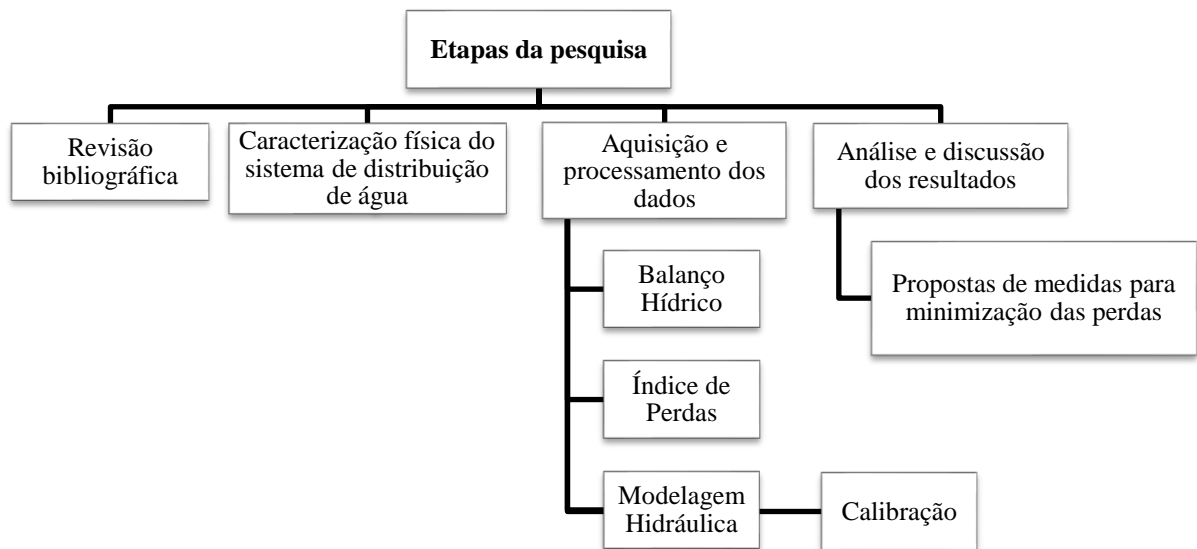 Etapas da pesquisa
Revisão
bibliográfica
Caracterização física do
sistema de distribuição
de água
Aquisição e
processamento dos
dados
Análise e discussão
dos resultados
Balanço
Hídrico
Propostas de medidas para
minimização das perdas
Índice de
Perdas
Modelagem
Hidráulica
Calibração